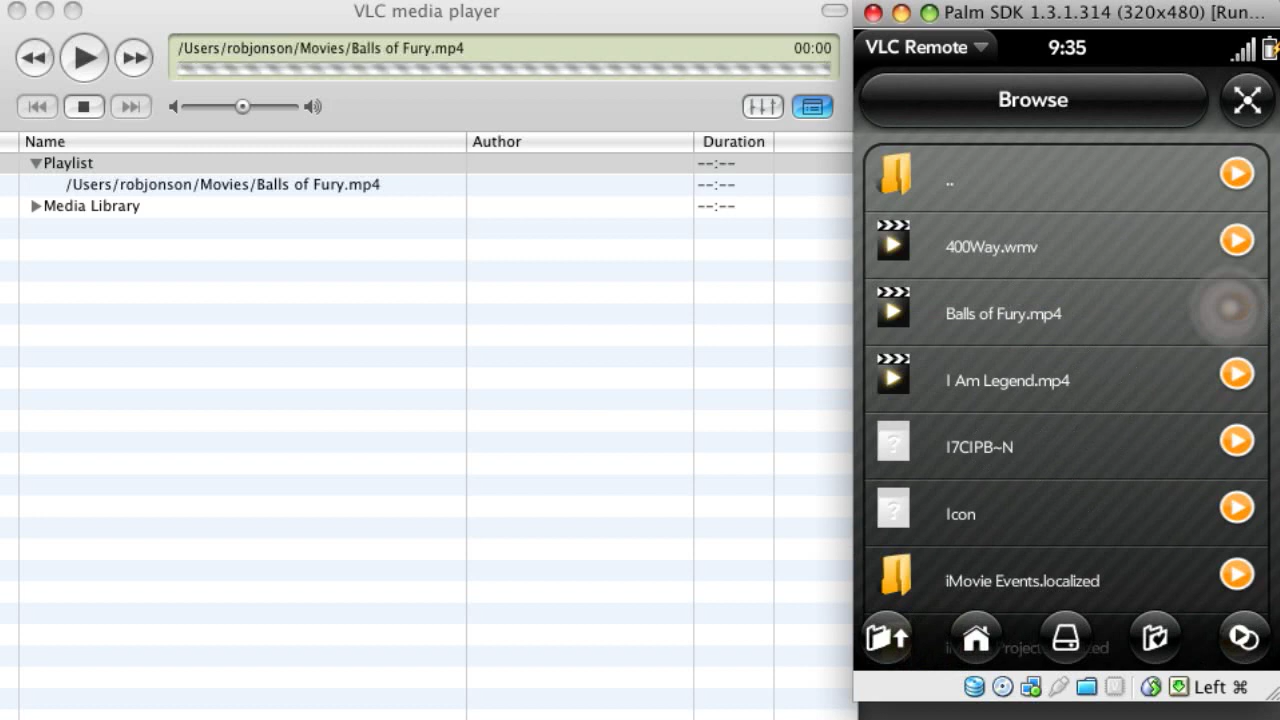 VLC media player
/Users/robjonson/Movies/Balls of Fury.mp4 00:00
Name Author Duration
Playlist --:--
/Users/robjonson/Movies/Balls of Fury.mp4 --:--
Media Library --:--
Palm SDK 1.3.1.314 (320x480) [Run...
VLC Remote 9:35
Browse
..
400Way.wmv
Balls of Fury.mp4
I Am Legend.mp4
I7CIPB~N
Icon
iMovie Events.localized
Left ⌘